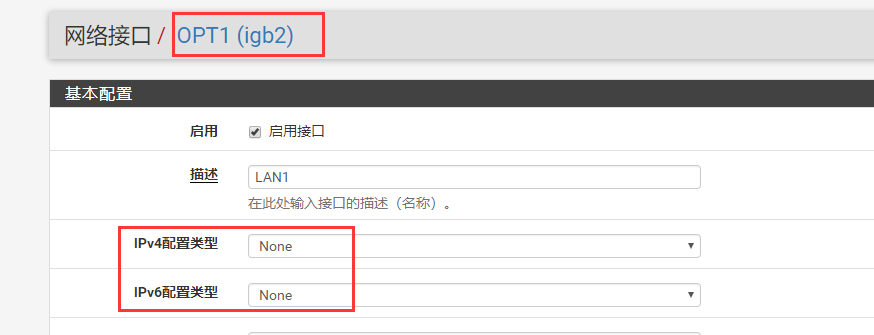 网络接口 / OPT1 (igb2)
基本配置
启用 启用接口
描述 LAN1
在此处输入接口的描述（名称）。
IPv4配置类型 None
IPv6配置类型 None